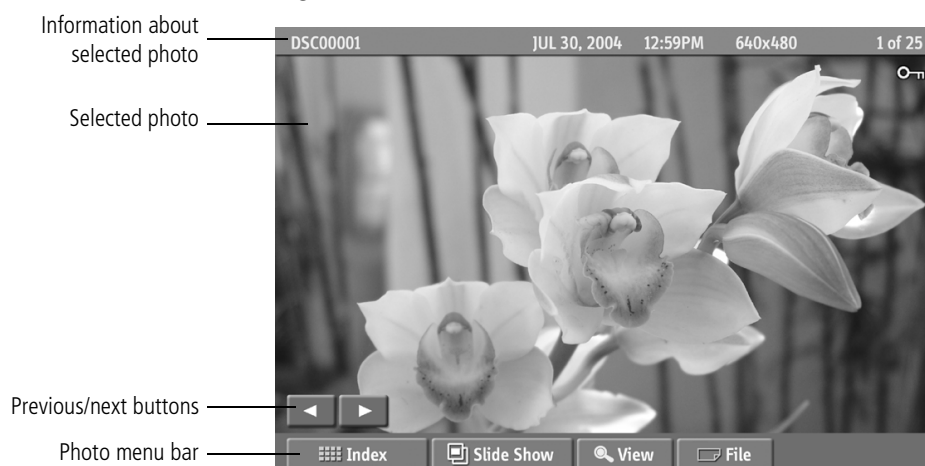 Information about
selected photo
DSC00001 JUL 30, 2004 12:59PM 640x480 1 of 25
Selected photo
Previous/next buttons
Photo menu bar
Index Slide Show View File